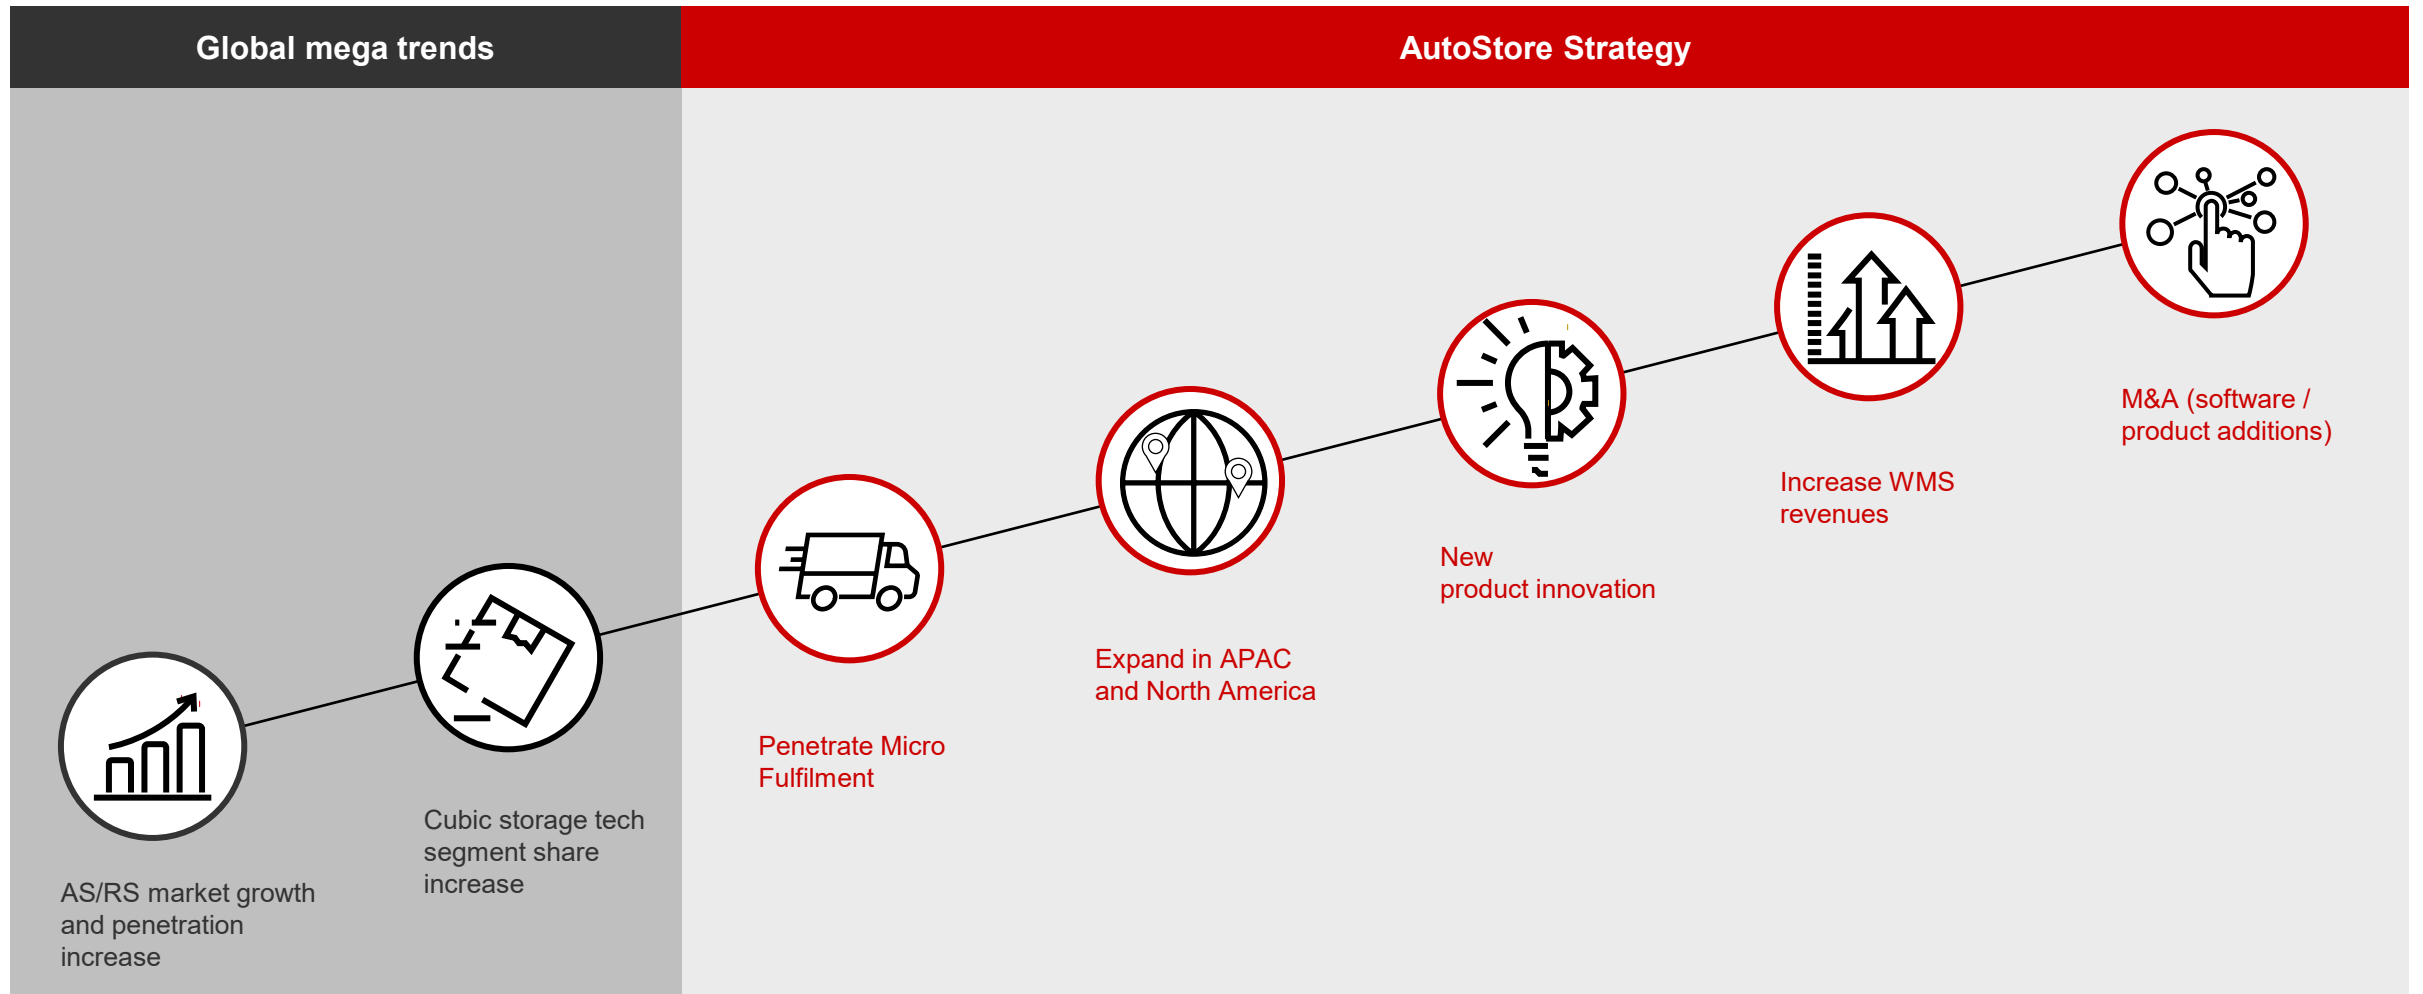 Global mega trends
AutoStore Strategy
AS/RS market growth
and penetration
increase
Cubic storage tech
segment share
increase
Penetrate Micro
Fulfilment
Expand in APAC
and North America
New
product innovation
Increase WMS
revenues
M&A (software /
product additions)